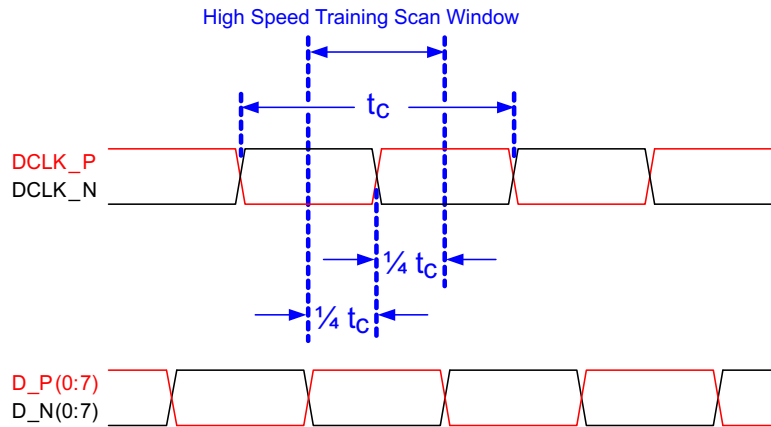 High Speed Training Scan Window
tC
DCLK_P
DCLK_N
¼ tC
¼ tC
D_P(0:7)
D_N(0:7)